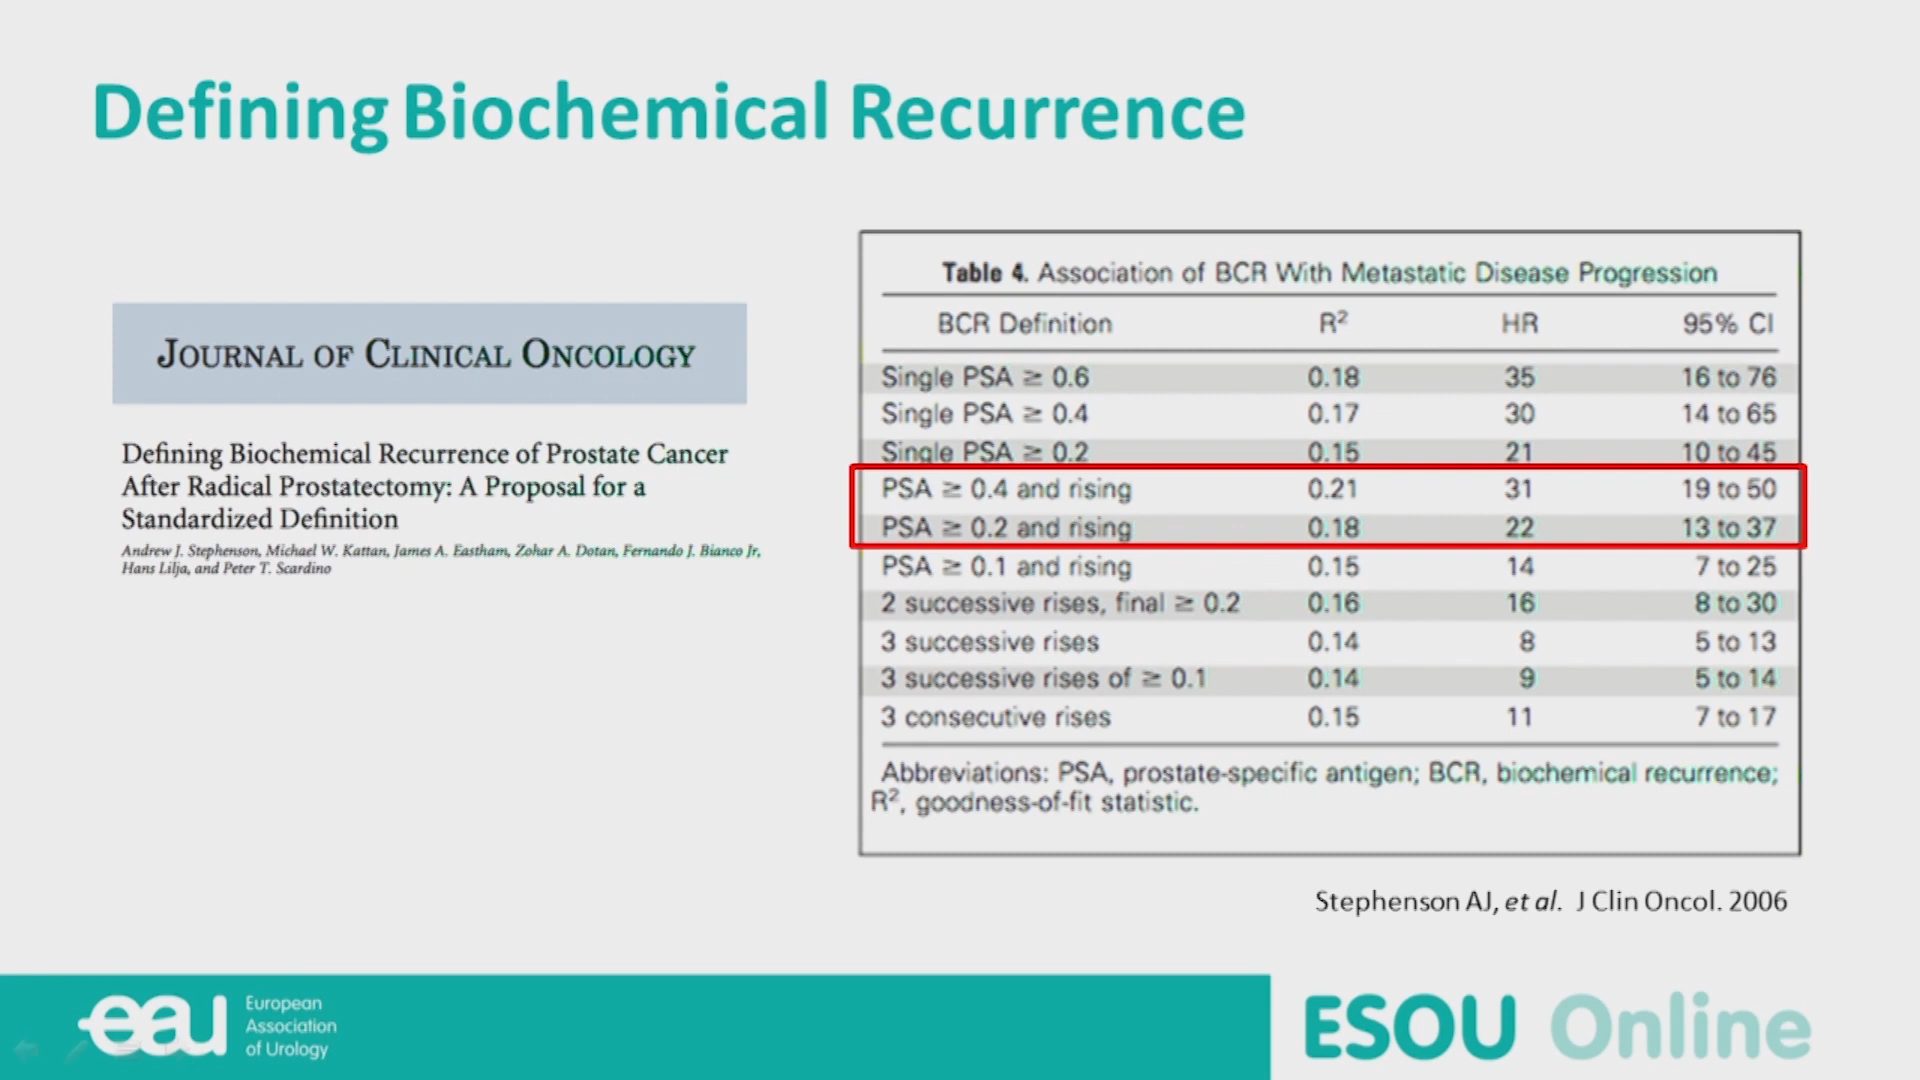 Defining Biochemical Recurrence
JOURNAL OF CLINICAL ONCOLOGY
Defining Biochemical Recurrence of Prostate Cancer
After Radical Prostatectomy: A Proposal for a
Standardized Definition
Andrew J. Stephenson, Michael W. Kattan, James A. Eastham, Zohar A. Dotan, Fernando J. Bianco Jr,
Hans Lilja, and Peter T. Scardino
Table 4. Association of BCR With Metastatic Disease Progression
BCR Definition R² HR 95% CI
Single PSA ≥ 0.6 0.18 35 16 to 76
Single PSA ≥ 0.4 0.17 30 14 to 65
Single PSA ≥ 0.2 0.15 21 10 to 45
PSA ≥ 0.4 and rising 0.21 31 19 to 50
PSA ≥ 0.2 and rising 0.18 22 13 to 37
PSA ≥ 0.1 and rising 0.15 14 7 to 25
2 successive rises, final ≥ 0.2 0.16 16 8 to 30
3 successive rises 0.14 8 5 to 13
3 successive rises of ≥ 0.1 0.14 9 5 to 14
3 consecutive rises 0.15 11 7 to 17
Abbreviations: PSA, prostate-specific antigen; BCR, biochemical recurrence;
R², goodness-of-fit statistic.
Stephenson AJ, et al. J Clin Oncol. 2006
eau
European
Association
of Urology
ESOU Online